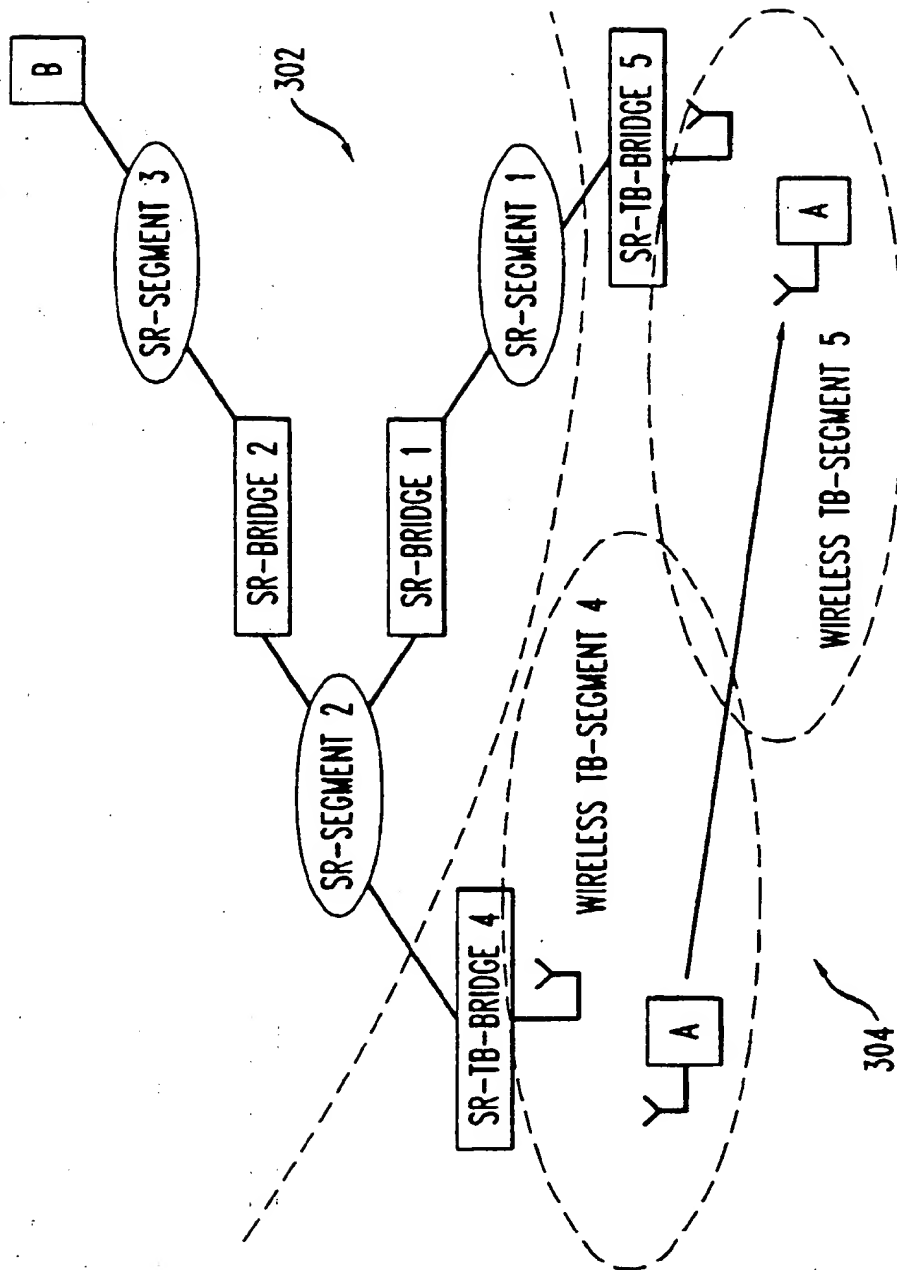 B
302
SR-SEGMENT 3
SR-BRIDGE 2
SR-BRIDGE 1
SR-SEGMENT 1
SR-SEGMENT 2
SR-TB-BRIDGE 4
SR-TB-BRIDGE 5
WIRELESS TB-SEGMENT 4
A
A
WIRELESS TB-SEGMENT 5
304